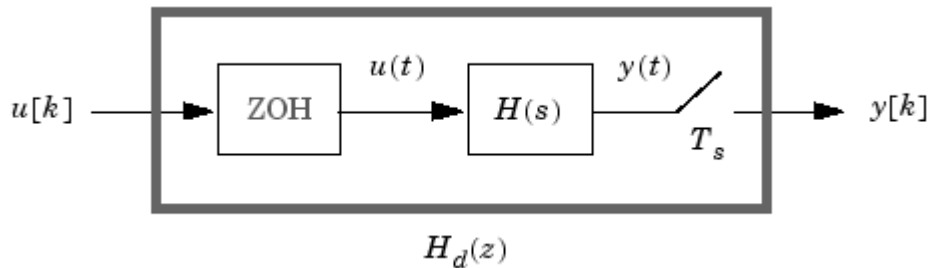 u(t)
y(t)
u[k]
ZOH
H(s)
T_s
y[k]
H_d(z)